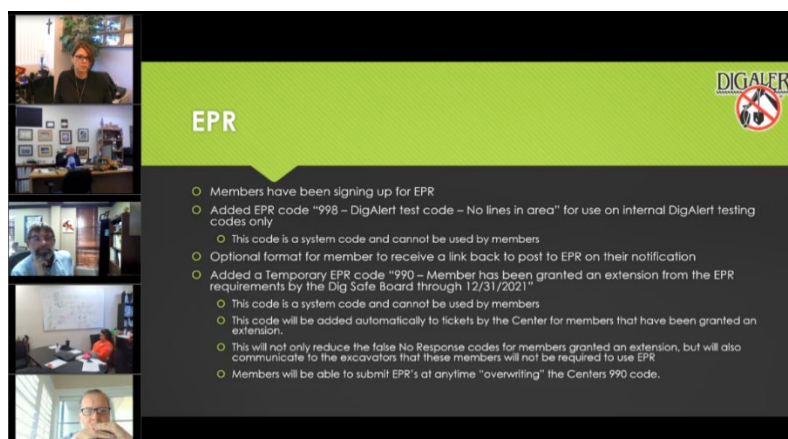 DIGALERT
EPR
Members have been signing up for EPR
Added EPR code “998 – DigAlert test code – No lines in area” for use on internal DigAlert testing
codes only
This code is a system code and cannot be used by members
Optional format for member to receive a link back to post to EPR on their notification
Added a Temporary EPR code “990 – Member has been granted an extension from the EPR
requirements by the Dig Safe Board through 12/31/2021”
This code is a system code and cannot be used by members
This code will be added automatically to tickets by the Center for members that have been granted an
extension.
This will not only reduce the false No Response codes for members granted an extension, but will also
communicate to the excavators that these members will not be required to use EPR
Members will be able to submit EPR's at anytime "overwriting" the Centers 990 code.